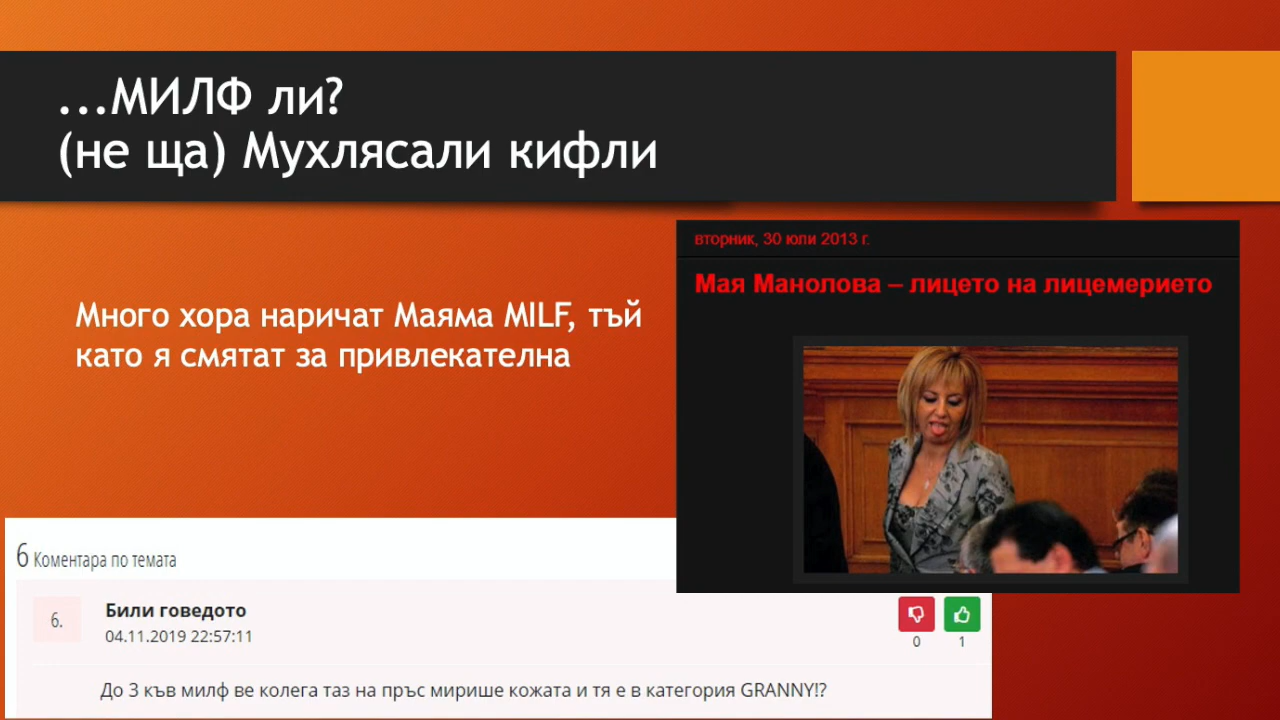 ...МИЛФ ли?
(не ща) Мухлясали кифли
Много хора наричат Маяма MILF, тъй
като я смятат за привлекателна
вторник, 30 юли 2013 г.
Мая Манолова – лицето на лицемерието
6 Коментара по темата
6.
Били говедото
04.11.2019 22:57:11
0
1
До 3 къв милф ве колега таз на пръс мирише кожата и тя е в категория GRANNY!?